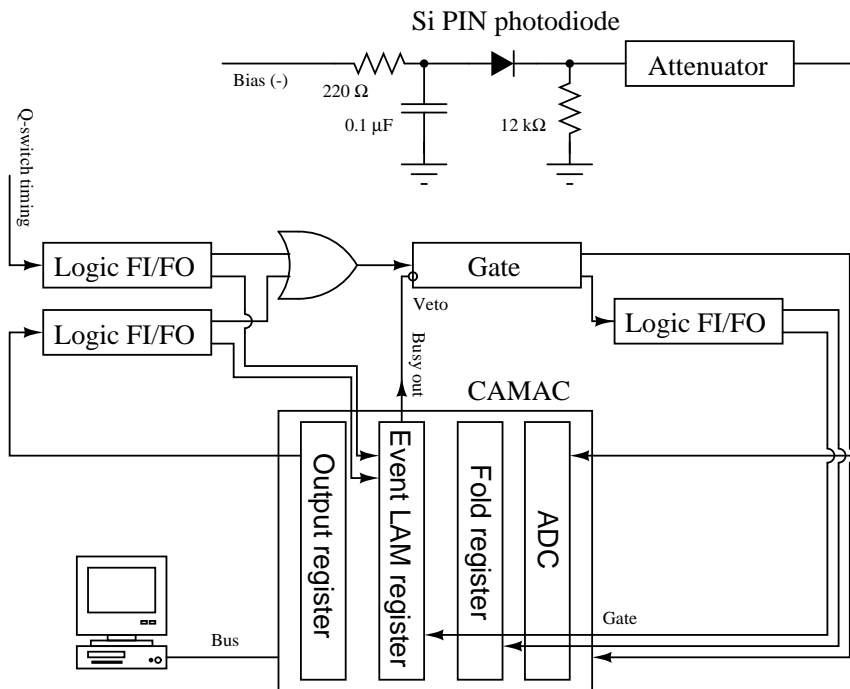 Si PIN photodiode
Bias (-)
220 Ω
0.1 μF
12 kΩ
Attenuator
Q-switch timing
Logic FI/FO
Logic FI/FO
Gate
Veto
Logic FI/FO
Busy out
CAMAC
Output register
Event LAM register
Fold register
ADC
Gate
Bus